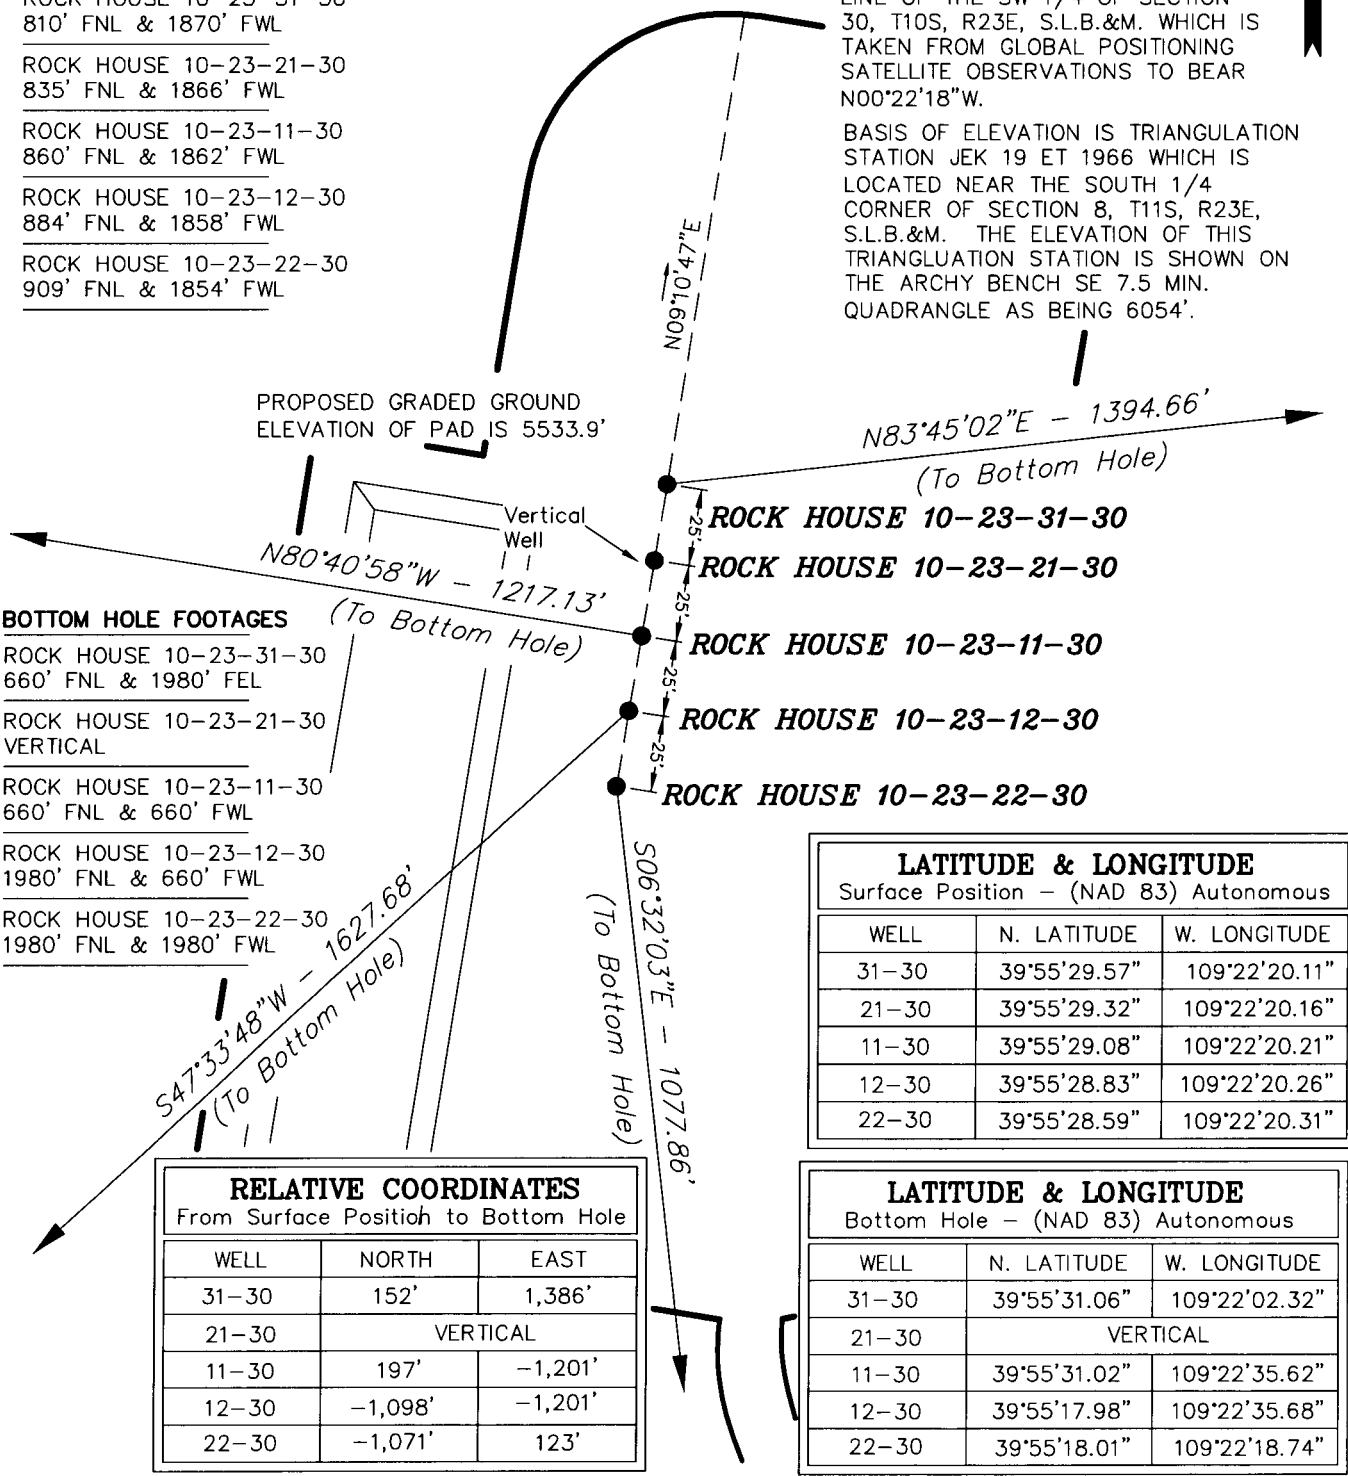 810' FNL & 1870' FWL
ROCK HOUSE 10-23-21-30
835' FNL & 1866' FWL
ROCK HOUSE 10-23-11-30
860' FNL & 1862' FWL
ROCK HOUSE 10-23-12-30
884' FNL & 1858' FWL
ROCK HOUSE 10-23-22-30
909' FNL & 1854' FWL
LINE OF THE SW 1/4 OF SECTION
30, T10S, R23E, S.L.B.&M. WHICH IS
TAKEN FROM GLOBAL POSITIONING
SATELLITE OBSERVATIONS TO BEAR
N00°22'18"W.
BASIS OF ELEVATION IS TRIANGULATION
STATION JEK 19 ET 1966 WHICH IS
LOCATED NEAR THE SOUTH 1/4
CORNER OF SECTION 8, T11S, R23E,
S.L.B.&M. THE ELEVATION OF THIS
TRIANGLUATION STATION IS SHOWN ON
THE ARCHY BENCH SE 7.5 MIN.
QUADRANGLE AS BEING 6054'.
N09°10'47"E
PROPOSED GRADED GROUND
ELEVATION OF PAD IS 5533.9'
N83°45'02"E - 1394.66'
(To Bottom Hole)
Vertical
Well
25'
25'
25'
25'
ROCK HOUSE 10-23-31-30
ROCK HOUSE 10-23-21-30
ROCK HOUSE 10-23-11-30
ROCK HOUSE 10-23-12-30
ROCK HOUSE 10-23-22-30
N80°40'58"W - 1217.13'
(To Bottom Hole)
BOTTOM HOLE FOOTAGES
ROCK HOUSE 10-23-31-30
660' FNL & 1980' FEL
ROCK HOUSE 10-23-21-30
VERTICAL
ROCK HOUSE 10-23-11-30
660' FNL & 660' FWL
ROCK HOUSE 10-23-12-30
1980' FNL & 660' FWL
ROCK HOUSE 10-23-22-30
1980' FNL & 1980' FWL
S47°33'48"W - 1627.68'
(To Bottom Hole)
S06°32'03"E - 1077.86'
(To Bottom Hole)
LATITUDE & LONGITUDE
Surface Position - (NAD 83) Autonomous
WELL N. LATITUDE W. LONGITUDE
31-30 39°55'29.57" 109°22'20.11"
21-30 39°55'29.32" 109°22'20.16"
11-30 39°55'29.08" 109°22'20.21"
12-30 39°55'28.83" 109°22'20.26"
22-30 39°55'28.59" 109°22'20.31"
RELATIVE COORDINATES
From Surface Position to Bottom Hole
WELL NORTH EAST
31-30 152' 1,386'
21-30 VERTICAL
11-30 197' -1,201'
12-30 -1,098' -1,201'
22-30 -1,071' 123'
LATITUDE & LONGITUDE
Bottom Hole - (NAD 83) Autonomous
WELL N. LATITUDE W. LONGITUDE
31-30 39°55'31.06" 109°22'02.32"
21-30 VERTICAL
11-30 39°55'31.02" 109°22'35.62"
12-30 39°55'17.98" 109°22'35.68"
22-30 39°55'18.01" 109°22'18.74"